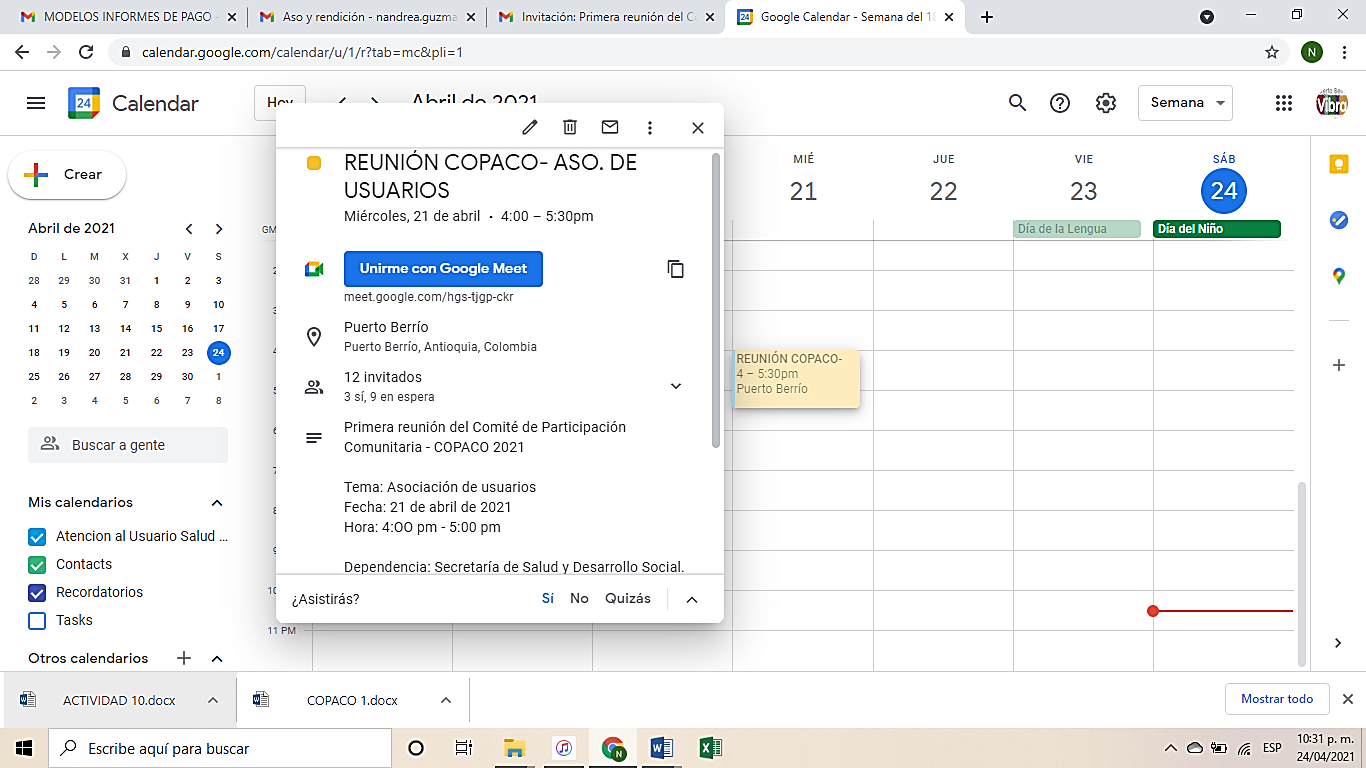 MODELOS INFORMES DE PAGO -
Aso y rendición - nandrea.guzma
Invitación: Primera reunión del C
Google Calendar - Semana del 18
calendar.google.com/calendar/u/1/r?tab=mc&pli=1
N
24
Calendar
Hoy
Abril de 2021
Semana
Vibra
Crear
Abril de 2021
D L M X J V S
28 29 30 31 1 2 3
4 5 6 7 8 9 10
11 12 13 14 15 16 17
18 19 20 21 22 23 24
25 26 27 28 29 30 1
2 3 4 5 6 7 8
Buscar a gente
Mis calendarios
Atencion al Usuario Salud ...
Contacts
Recordatorios
Tasks
Otros calendarios
REUNIÓN COPACO- ASO. DE
USUARIOS
Miércoles, 21 de abril • 4:00 – 5:30pm
Unirme con Google Meet
meet.google.com/hgs-tjgp-ckr
Puerto Berrío
Puerto Berrío, Antioquia, Colombia
12 invitados
3 sí, 9 en espera
Primera reunión del Comité de Participación
Comunitaria - COPACO 2021
Tema: Asociación de usuarios
Fecha: 21 de abril de 2021
Hora: 4:OO pm - 5:00 pm
Dependencia: Secretaría de Salud y Desarrollo Social.
¿Asistirás?
Sí No Quizás
MIÉ JUE VIE SÁB
21 22 23 24
GM
Día de la Lengua
Día del Niño
REUNIÓN COPACO-
4 – 5:30pm
Puerto Berrío
10
11 PM
ACTIVIDAD 10.docx
COPACO 1.docx
Mostrar todo
Escribe aquí para buscar
ESP
10:31 p. m.
24/04/2021